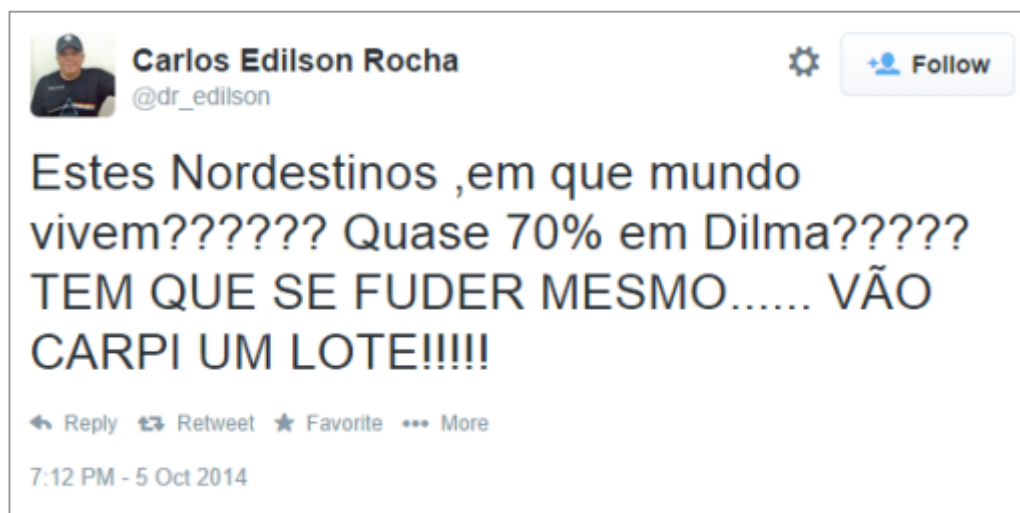 Carlos Edilson Rocha
@dr_edilson
Follow
Estes Nordestinos ,em que mundo
vivem?????? Quase 70% em Dilma?????
TEM QUE SE FUDER MESMO...... VÃO
CARPI UM LOTE!!!!!
Reply Retweet Favorite More
7:12 PM - 5 Oct 2014